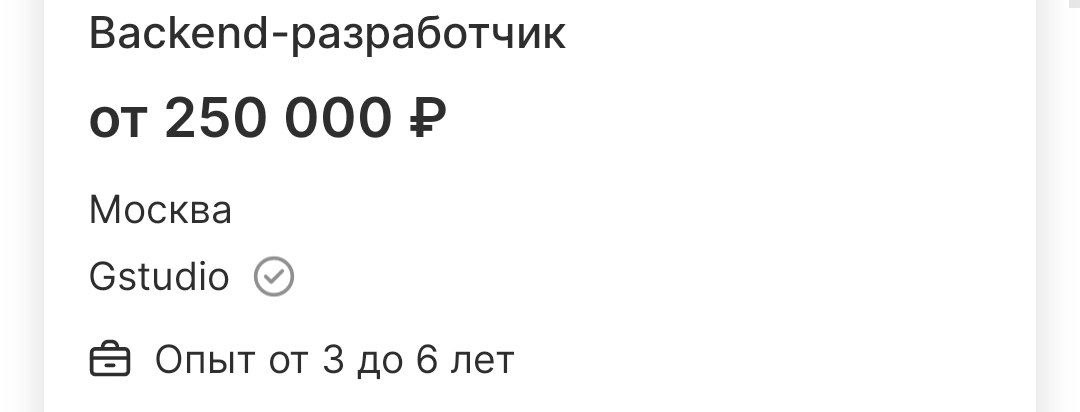 Backend-разработчик
от 250 000 ₽
Москва
Gstudio
Опыт от 3 до 6 лет